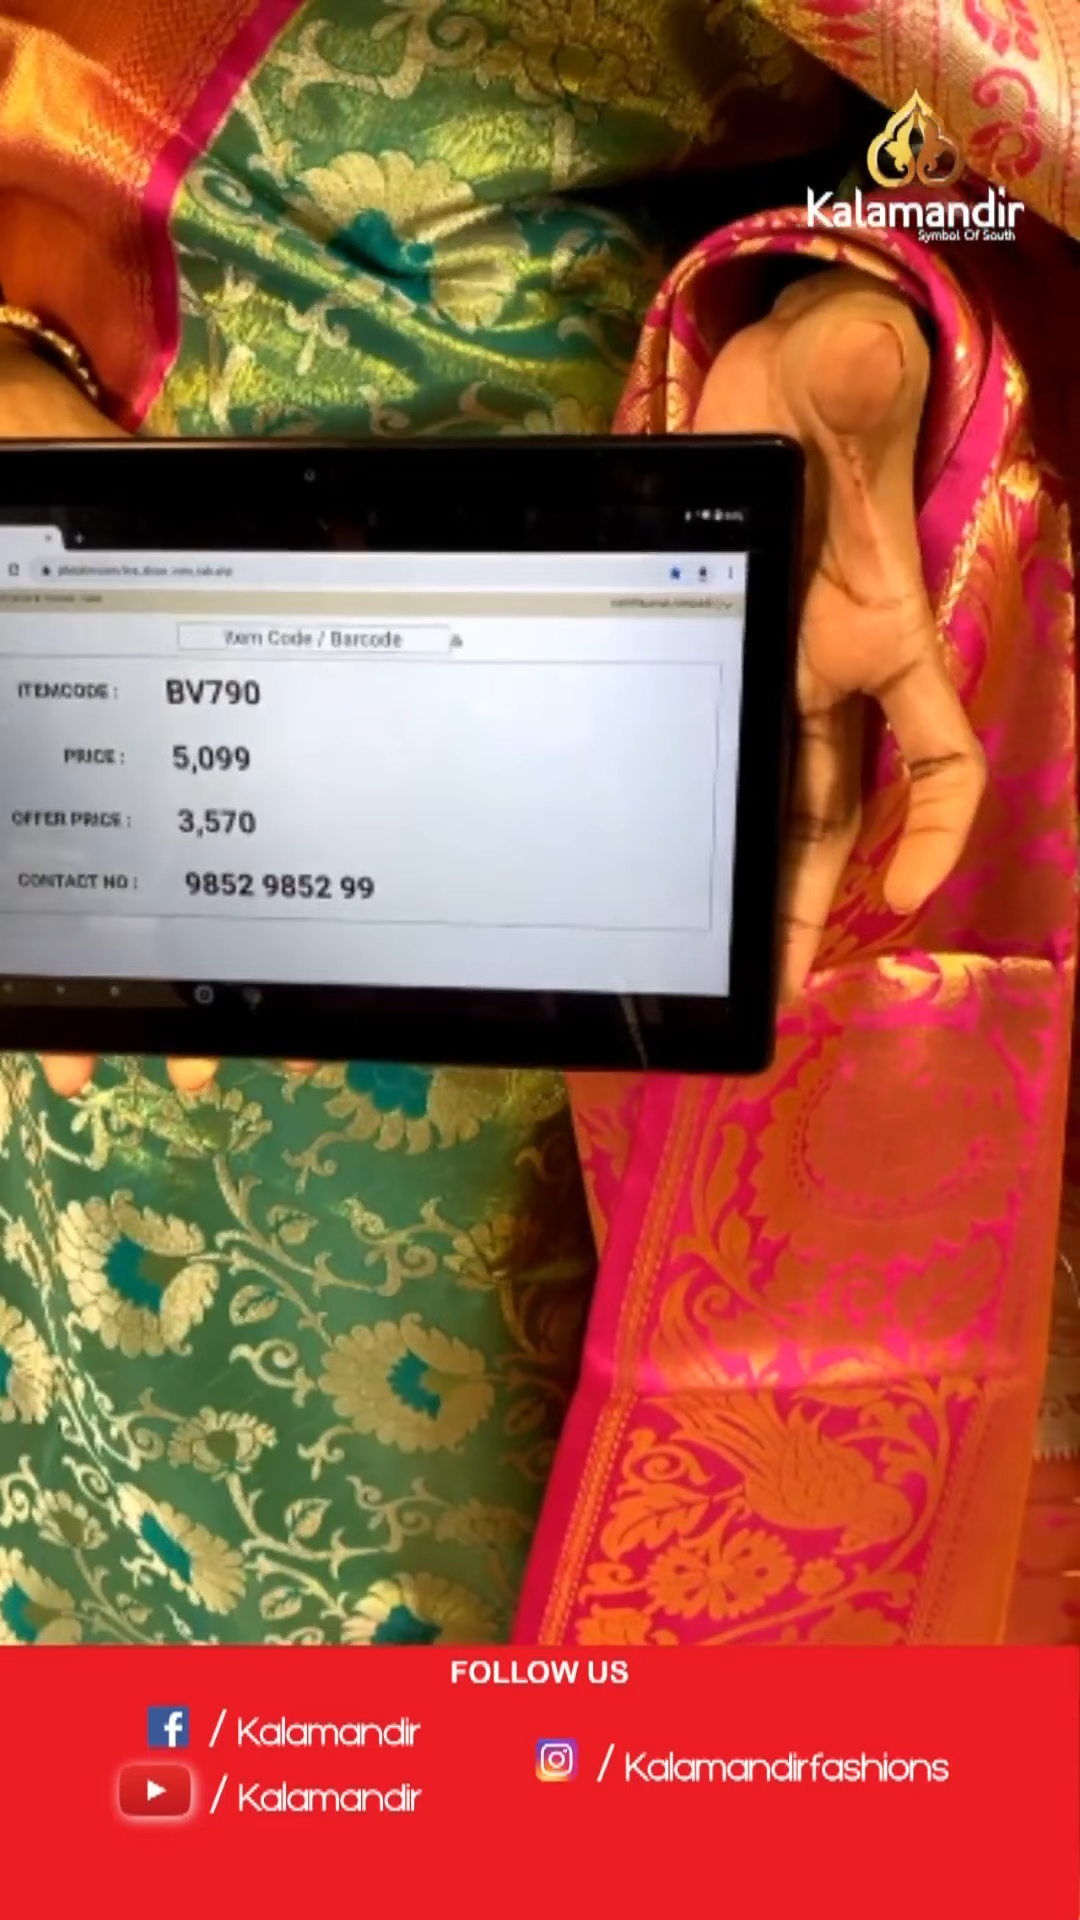 Kalamandir
Symbol Of South
Item Code / Barcode
ITEMCODE : BV790
PRICE : 5,099
OFFER PRICE : 3,570
CONTACT NO : 9852 9852 99
FOLLOW US
/ Kalamandir
/ Kalamandirfashions
/ Kalamandir